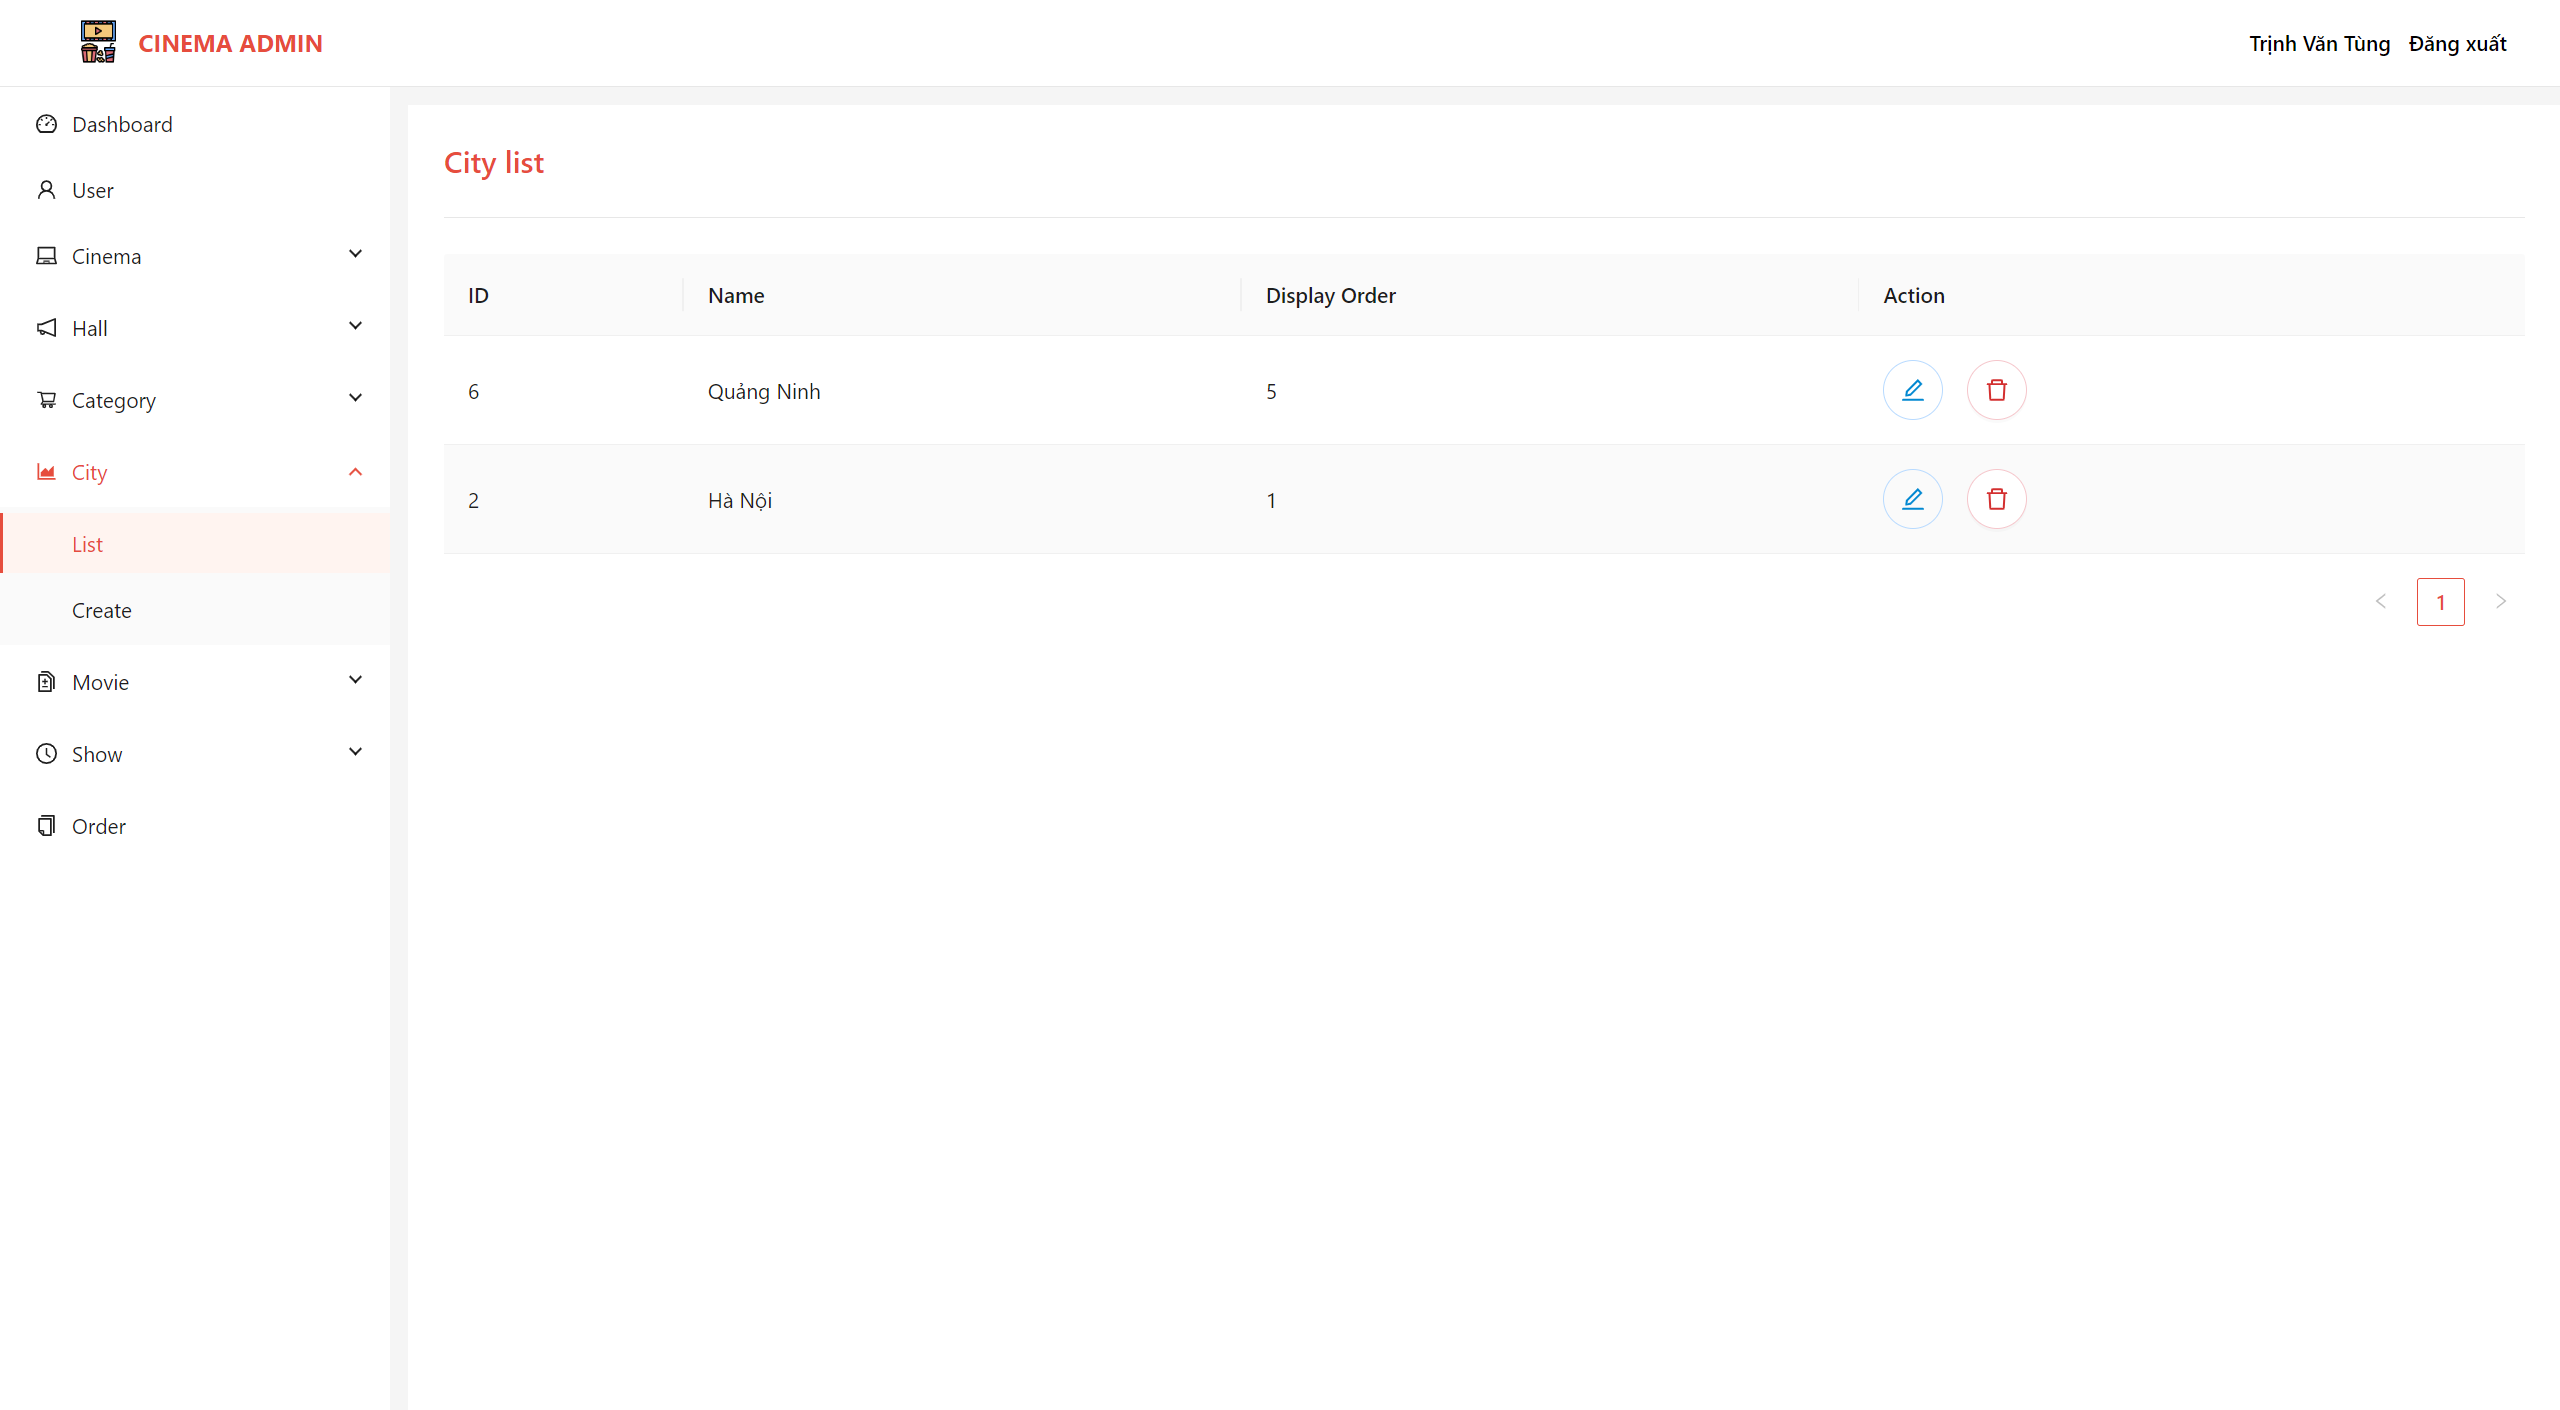 CINEMA ADMIN
Trịnh Văn Tùng Đăng xuất
Dashboard
User
Cinema
Hall
Category
City
List
Create
Movie
Show
Order
City list
ID Name Display Order Action
6 Quảng Ninh 5
2 Hà Nội 1
1